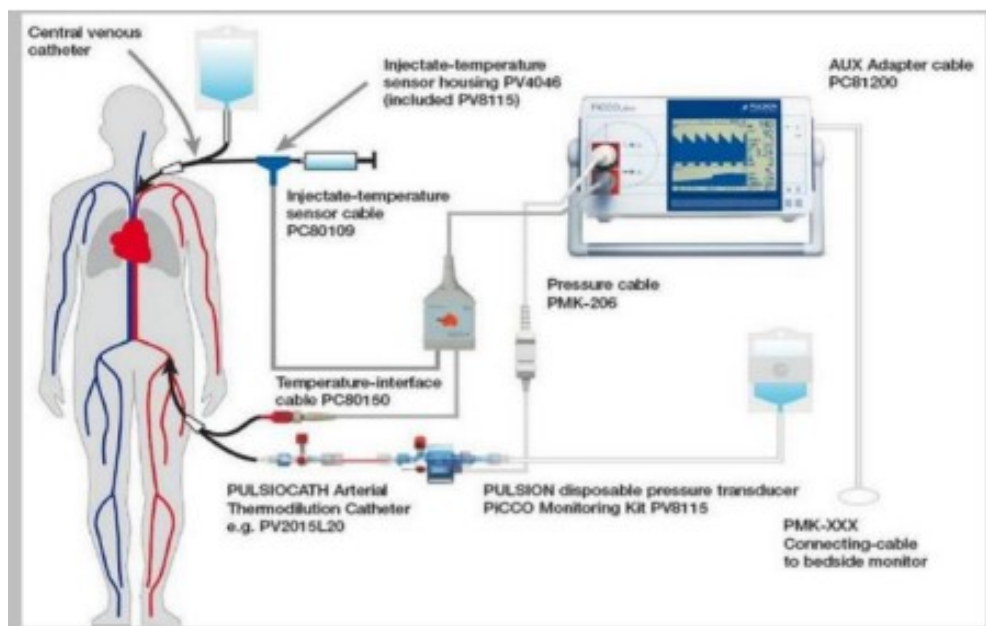 Central venous
catheter
Injectate-temperature
sensor housing PV4046
(included PV8115)
AUX Adapter cable
PC81200
PiCCO
PULSION
Injectate-temperature
sensor cable
PC80109
Pressure cable
PMK-206
Temperature-interface
cable PC80150
PULSIOCATH Arterial
Thermodilution Catheter
e.g. PV2015L20
PULSION disposable pressure transducer
PiCCO Monitoring Kit PV8115
PMK-XXX
Connecting-cable
to bedside monitor